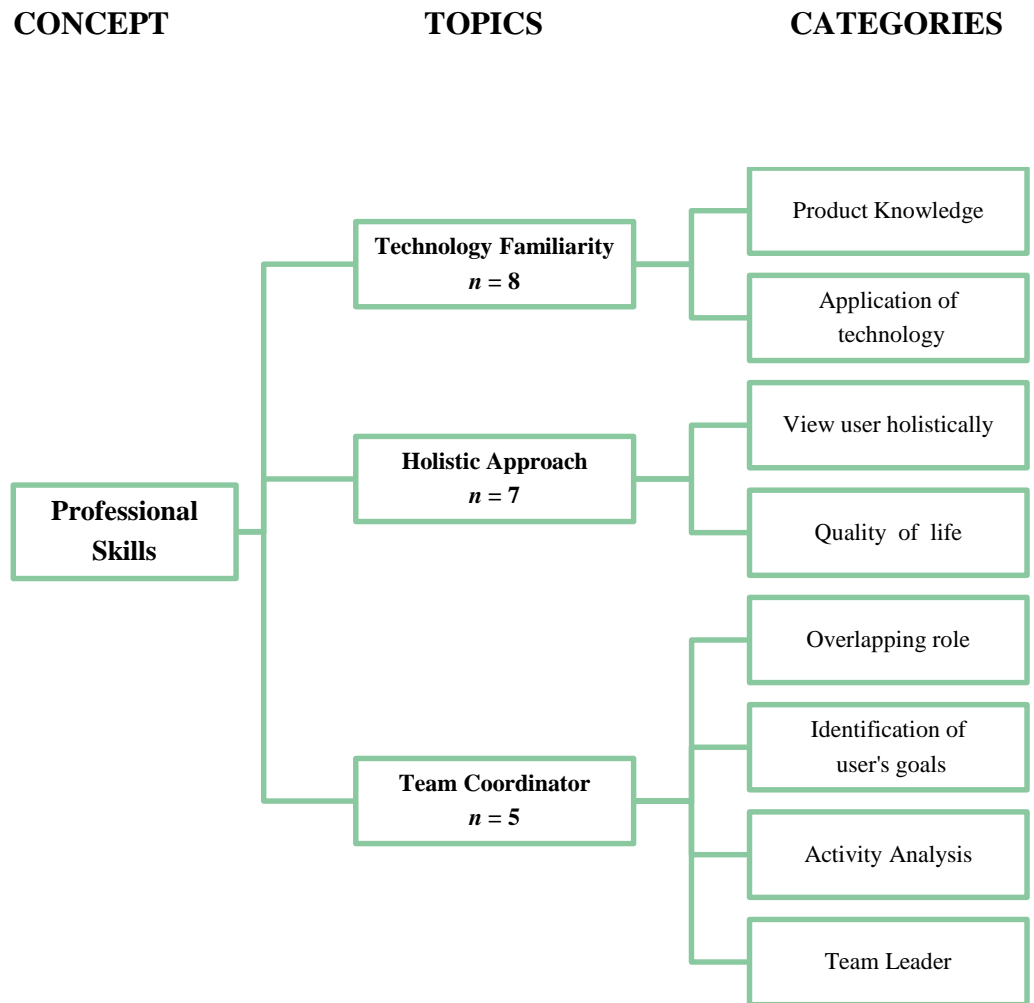 CONCEPT TOPICS CATEGORIES
Product Knowledge
Technology Familiarity
n = 8
Application of
technology
View user holistically
Holistic Approach
n = 7
Professional
Skills
Quality of life
Overlapping role
Identification of
user's goals
Team Coordinator
n = 5
Activity Analysis
Team Leader